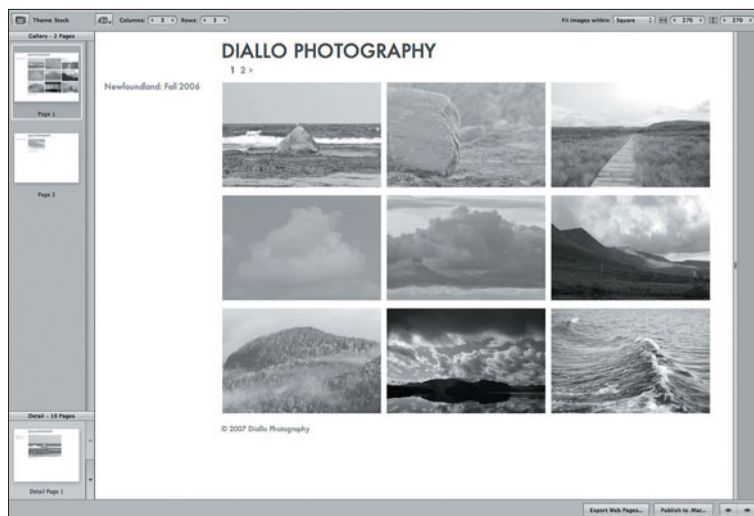 Theme: Stock Columns: 3 Rows: 3 Fit images within: Square 270 270
Gallery - 2 Pages
Page 1
Page 2
DIALLO PHOTOGRAPHY
1 2
Newfoundland: Fall 2006
© 2007 Diallo Photography
Detail - 10 Pages
Detail Page 1
Export Web Pages... Publish to .Mac...